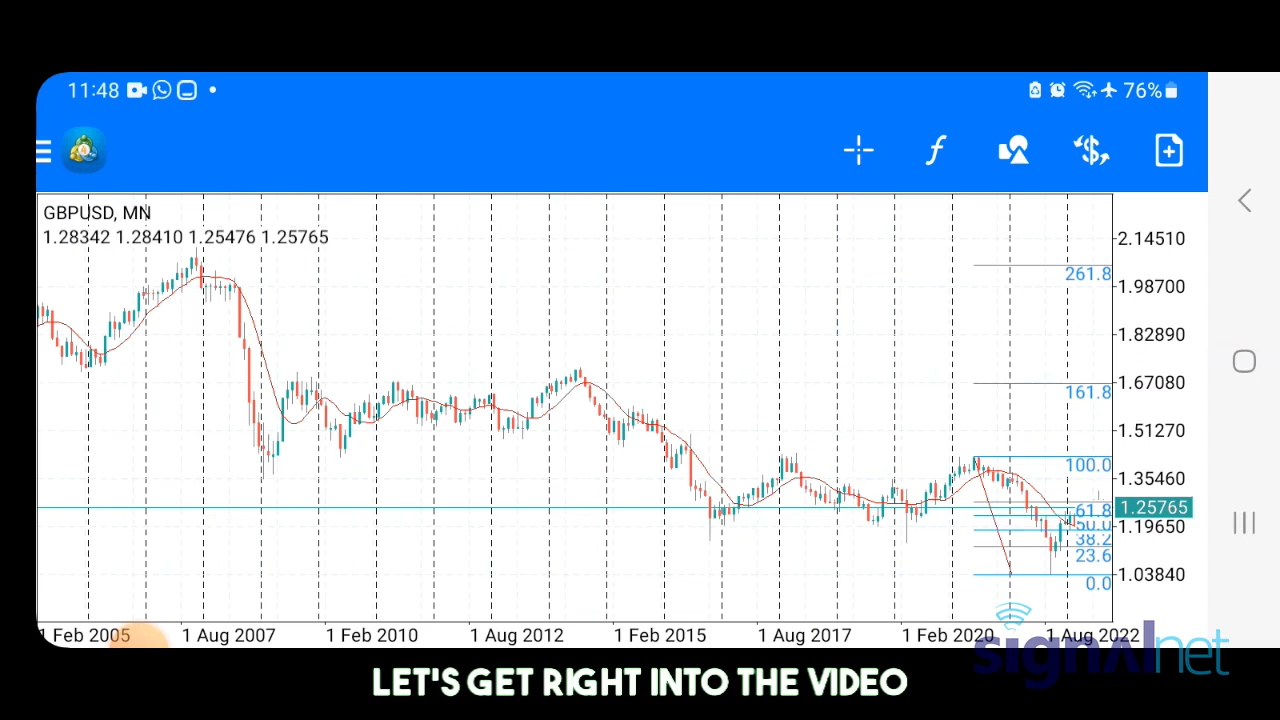 11:48
76%
GBPUSD, MN
1.28342 1.28410 1.25476 1.25765
2.14510
261.8
1.98700
1.82890
1.67080
161.8
1.51270
100.0
1.35460
61.8
1.25765
50.0
1.19650
38.2
23.6
1.03840
0.0
1 Feb 2005
1 Aug 2007
1 Feb 2010
1 Aug 2012
1 Feb 2015
1 Aug 2017
1 Feb 2020
1 Aug 2022
signalnet
LET'S GET RIGHT INTO THE VIDEO